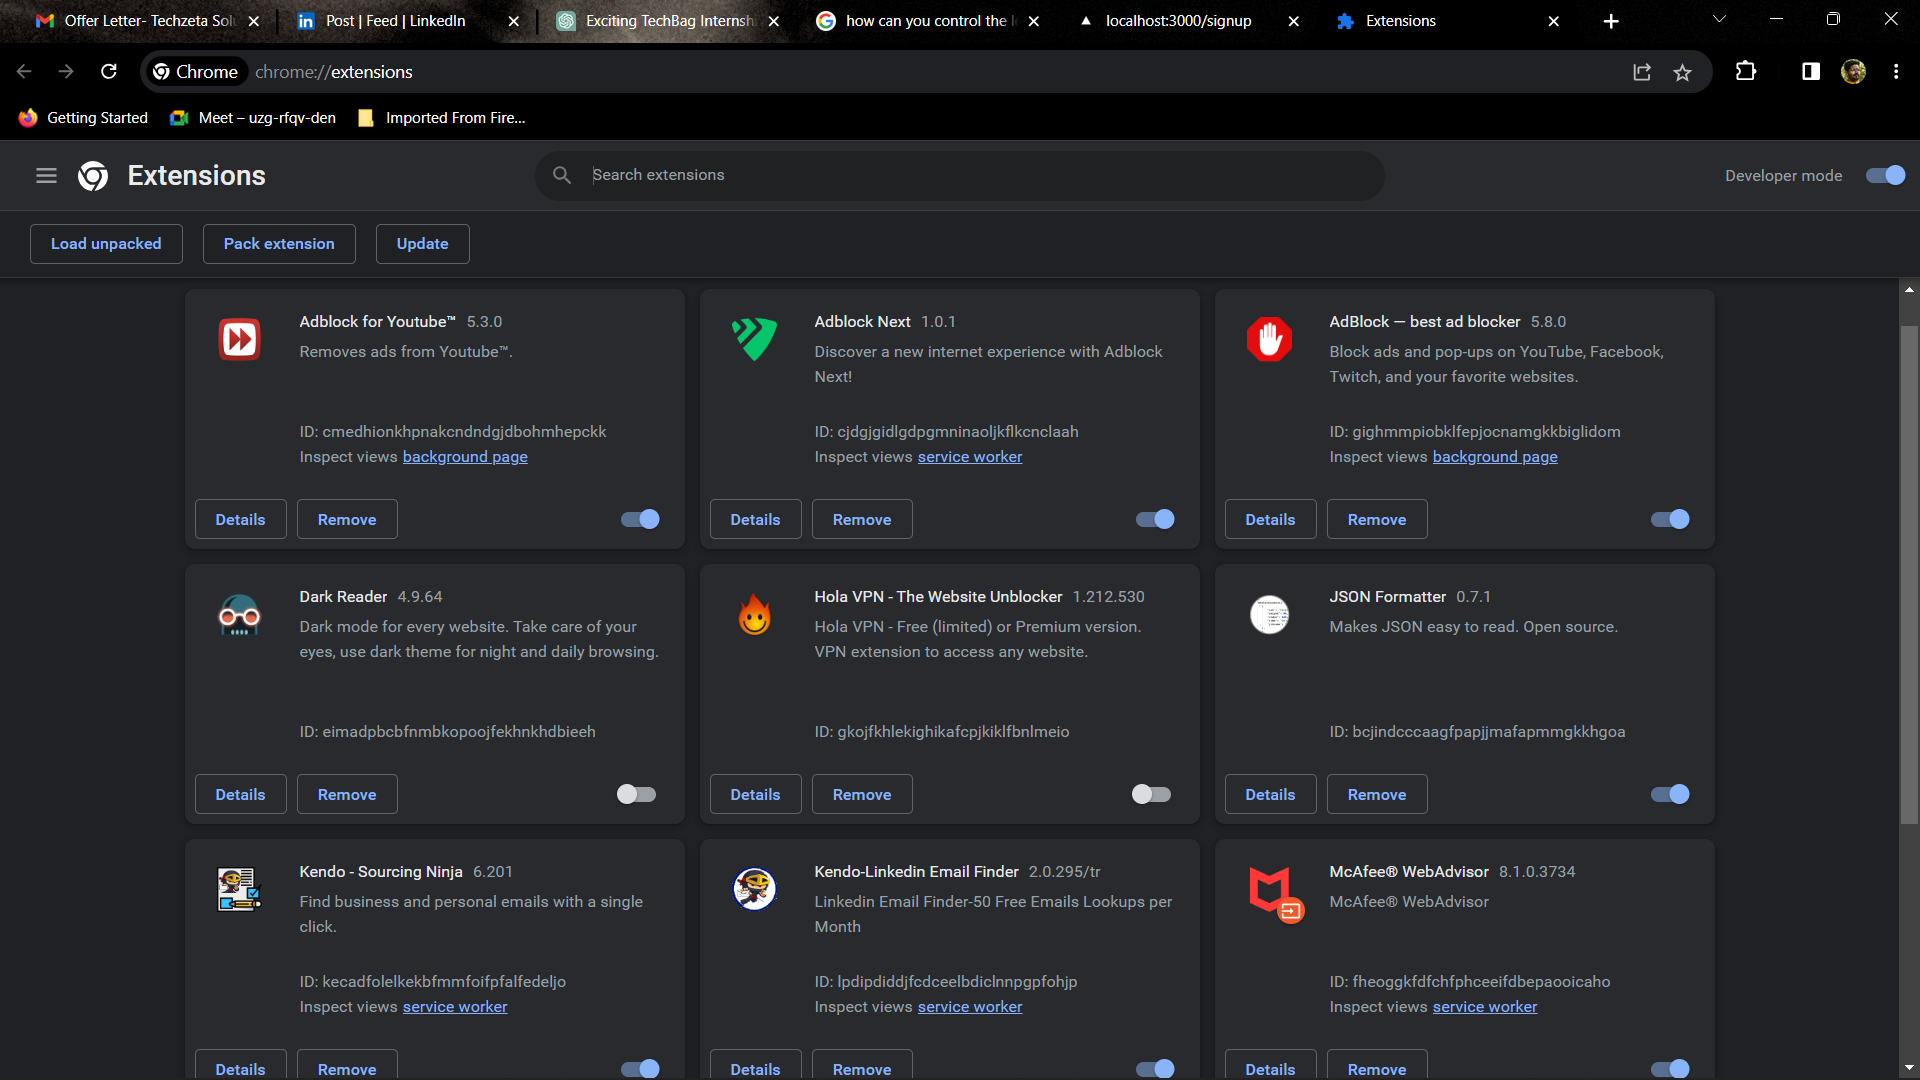 Offer Letter- Techzeta Sol
Post | Feed | LinkedIn
Exciting TechBag Internsh
how can you control the l
localhost:3000/signup
Extensions
Chrome
chrome://extensions
Getting Started
Meet – uzg-rfqv-den
Imported From Fire...
Extensions
Search extensions
Developer mode
Load unpacked
Pack extension
Update
Adblock for Youtube™ 5.3.0
Removes ads from Youtube™.
ID: cmedhionkhpnakcndndgjdbohmhepckk
Inspect views background page
Details
Remove
Adblock Next 1.0.1
Discover a new internet experience with Adblock
Next!
ID: cjdgjgidlgdpgmninaoljkflkcnclaah
Inspect views service worker
Details
Remove
AdBlock — best ad blocker 5.8.0
Block ads and pop-ups on YouTube, Facebook,
Twitch, and your favorite websites.
ID: gighmmpiobklfepjocnamgkkbiglidom
Inspect views background page
Details
Remove
Dark Reader 4.9.64
Dark mode for every website. Take care of your
eyes, use dark theme for night and daily browsing.
ID: eimadpbcbfnmbkopoojfekhnkhdbieeh
Details
Remove
Hola VPN - The Website Unblocker 1.212.530
Hola VPN - Free (limited) or Premium version.
VPN extension to access any website.
ID: gkojfkhlekighikafcpjkiklfbnlmeio
Details
Remove
JSON Formatter 0.7.1
Makes JSON easy to read. Open source.
ID: bcjindcccaagfpapjjmafapmmgkkhgoa
Details
Remove
Kendo - Sourcing Ninja 6.201
Find business and personal emails with a single
click.
ID: kecadfolelkekbfmmfoifpfalfedeljo
Inspect views service worker
Details
Remove
Kendo-Linkedin Email Finder 2.0.295/tr
Linkedin Email Finder-50 Free Emails Lookups per
Month
ID: lpdipdiddjfcdceelbdiclnnpgpfohjp
Inspect views service worker
Details
Remove
McAfee® WebAdvisor 8.1.0.3734
McAfee® WebAdvisor
ID: fheoggkfdfchfphceeifdbepaooicaho
Inspect views service worker
Details
Remove